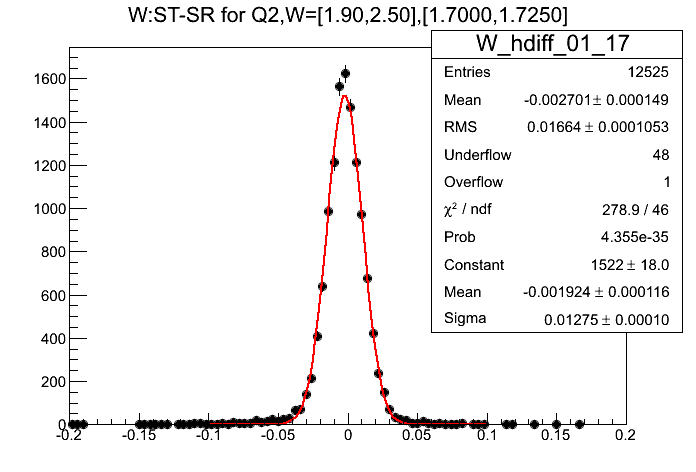 W:ST-SR for Q2,W=[1.90,2.50],[1.7000,1.7250]
W_hdiff_01_17
Entries 12525
Mean -0.002701 ± 0.000149
RMS 0.01664 ± 0.0001053
Underflow 48
Overflow 1
χ² / ndf 278.9 / 46
Prob 4.355e-35
Constant 1522 ± 18.0
Mean -0.001924 ± 0.000116
Sigma 0.01275 ± 0.00010
1600
1400
1200
1000
800
600
400
200
0
-0.2 -0.15 -0.1 -0.05 0 0.05 0.1 0.15 0.2